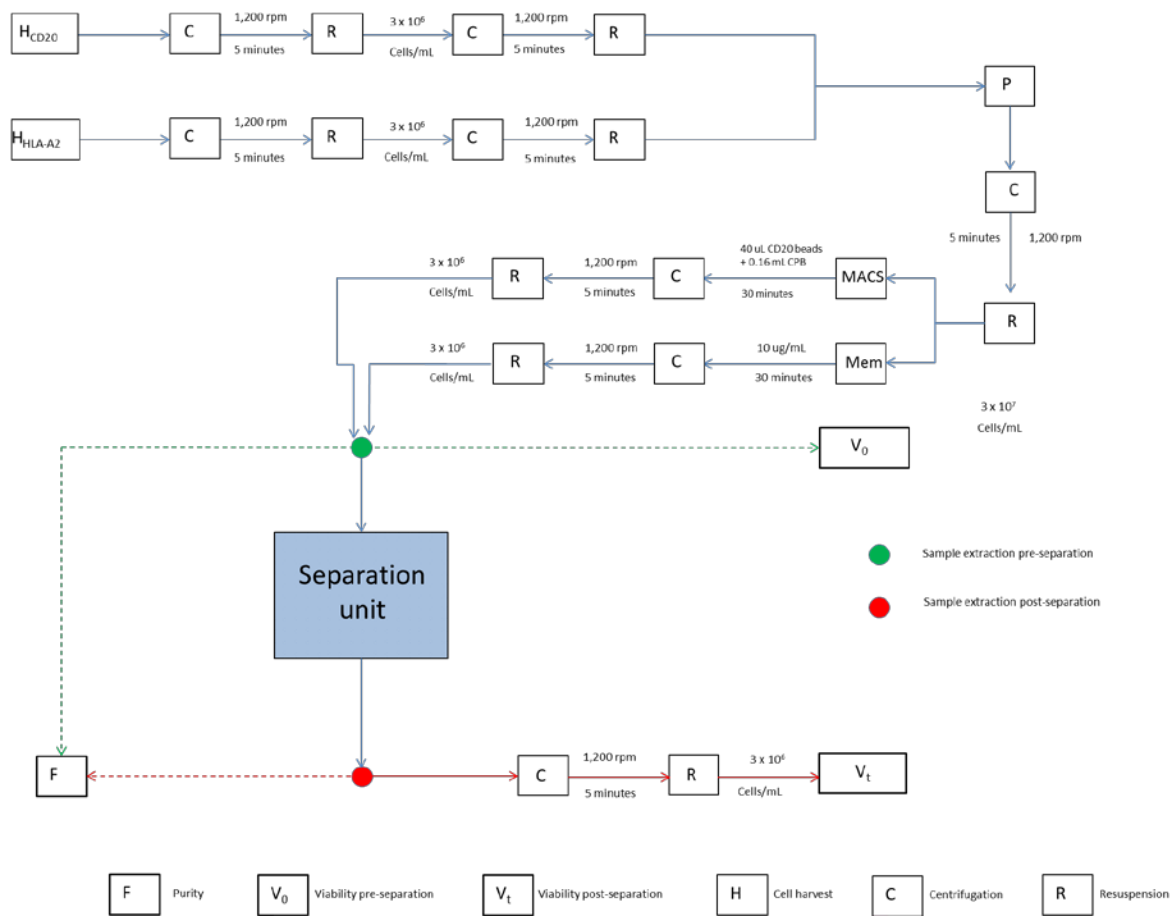 H_CD20 C 1,200 rpm R 3 x 10⁶ C 1,200 rpm R
5 minutes Cells/mL 5 minutes
P
H_HLA-A2 C 1,200 rpm R 3 x 10⁶ C 1,200 rpm R
5 minutes Cells/mL 5 minutes
C
5 minutes 1,200 rpm
3 x 10⁶ R 1,200 rpm C 40 uL CD20 beads MACS
+ 0.16 mL CPB
Cells/mL 5 minutes 30 minutes
R
3 x 10⁶ R 1,200 rpm C 10 ug/mL Mem
Cells/mL 5 minutes 30 minutes
3 x 10⁷
Cells/mL
V₀
Separation
unit
Sample extraction pre-separation
Sample extraction post-separation
F C 1,200 rpm R 3 x 10⁶ Vₜ
5 minutes Cells/mL
F Purity V₀ Viability pre-separation Vₜ Viability post-separation H Cell harvest C Centrifugation R Resuspension